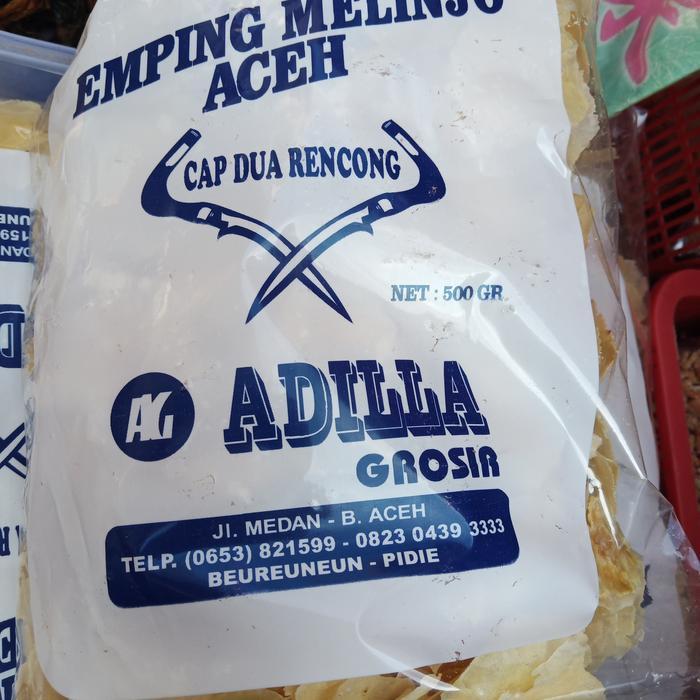 EMPING MELINJO
ACEH
CAP DUA RENCONG
NET : 500 GR
AG ADILLA
GROSIR
Jl. MEDAN - B. ACEH
TELP. (0653) 821599 - 0823 0439 3333
BEUREUNEUN - PIDIE